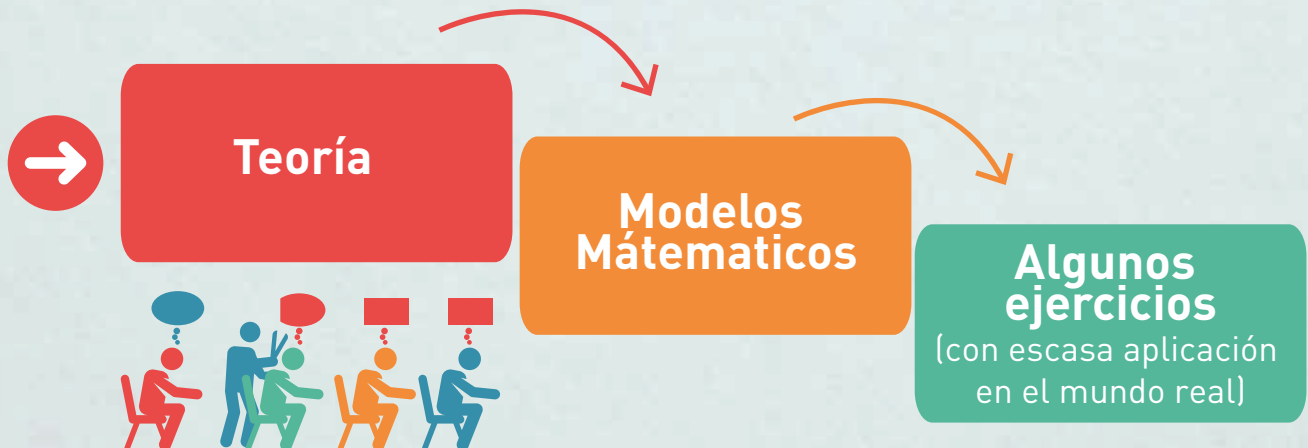 Teoría
Modelos
Mátematicos
Algunos
ejercicios
(con escasa aplicación
en el mundo real)